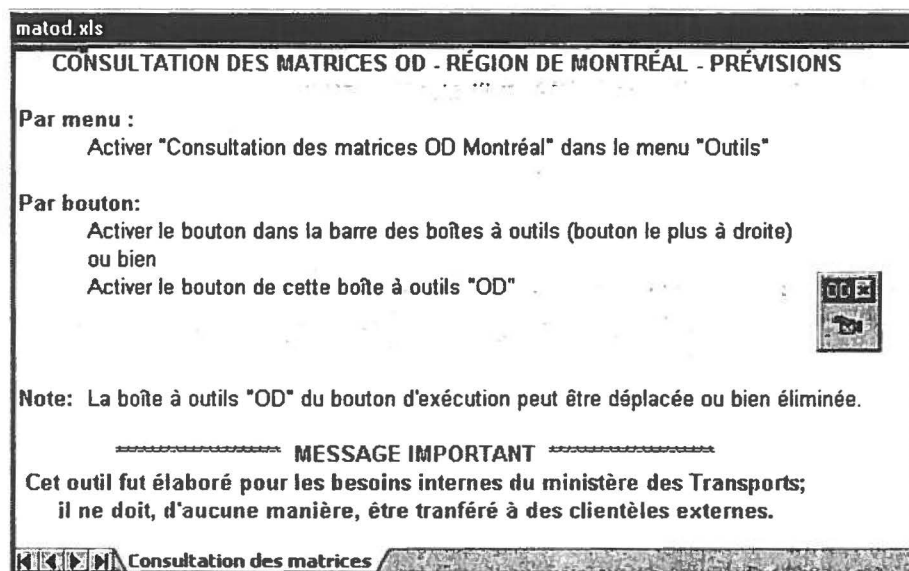 matod.xls
CONSULTATION DES MATRICES OD - RÉGION DE MONTRÉAL - PRÉVISIONS
Par menu :
Activer "Consultation des matrices OD Montréal" dans le menu "Outils"
Par bouton:
Activer le bouton dans la barre des boîtes à outils (bouton le plus à droite)
ou bien
Activer le bouton de cette boîte à outils "OD"
Note: La boîte à outils "OD" du bouton d'exécution peut être déplacée ou bien éliminée.
MESSAGE IMPORTANT
Cet outil fut élaboré pour les besoins internes du ministère des Transports;
il ne doit, d'aucune manière, être tranféré à des clientèles externes.
Consultation des matrices